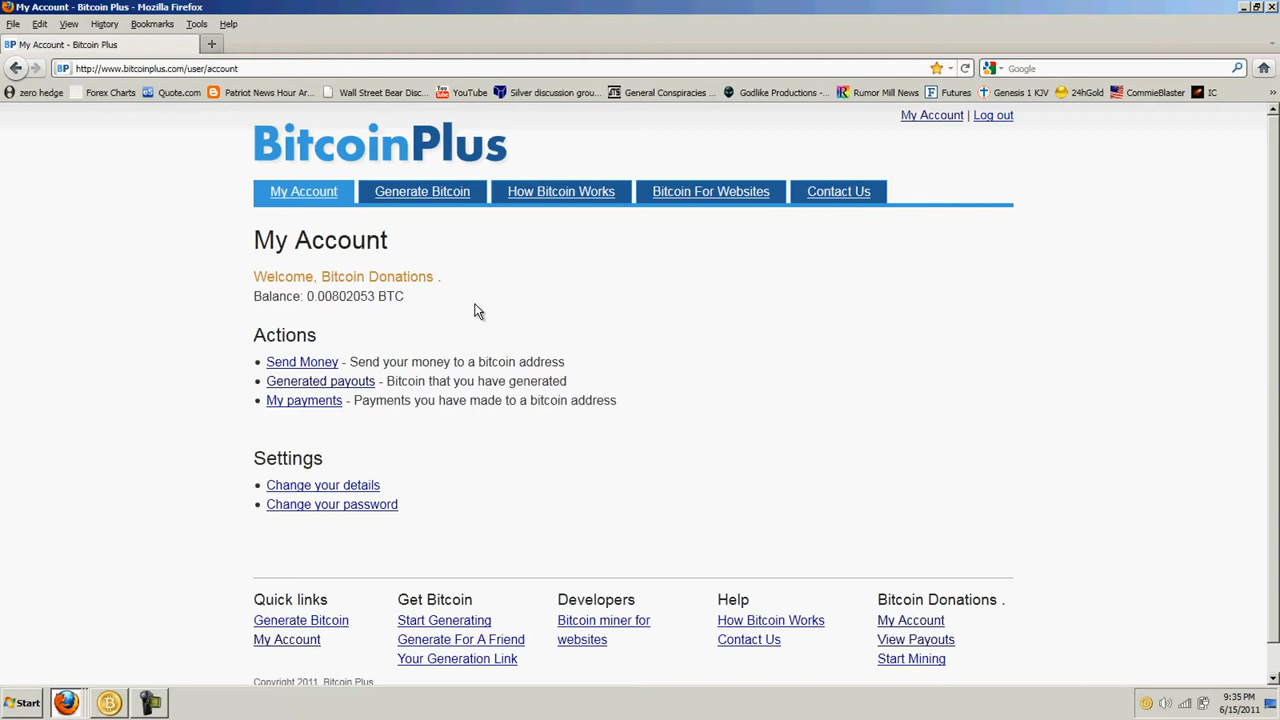 My Account - Bitcoin Plus - Mozilla Firefox
File Edit View History Bookmarks Tools Help
BP My Account - Bitcoin Plus
BP http://www.bitcoinplus.com/user/account Google
zero hedge Forex Charts Quote.com Patriot News Hour Ar... Wall Street Bear Disc... YouTube Silver discussion grou... General Conspiracies ... Godlike Productions -... Rumor Mill News Futures Genesis 1 KJV 24hGold CommieBlaster IC
My Account | Log out
BitcoinPlus
My Account Generate Bitcoin How Bitcoin Works Bitcoin For Websites Contact Us
My Account
Welcome, Bitcoin Donations .
Balance: 0.00802053 BTC
Actions
• Send Money - Send your money to a bitcoin address
• Generated payouts - Bitcoin that you have generated
• My payments - Payments you have made to a bitcoin address
Settings
• Change your details
• Change your password
Quick links
Generate Bitcoin
My Account
Get Bitcoin
Start Generating
Generate For A Friend
Your Generation Link
Developers
Bitcoin miner for
websites
Help
How Bitcoin Works
Contact Us
Bitcoin Donations .
My Account
View Payouts
Start Mining
Copyright 2011, Bitcoin Plus
Start
9:35 PM
6/15/2011